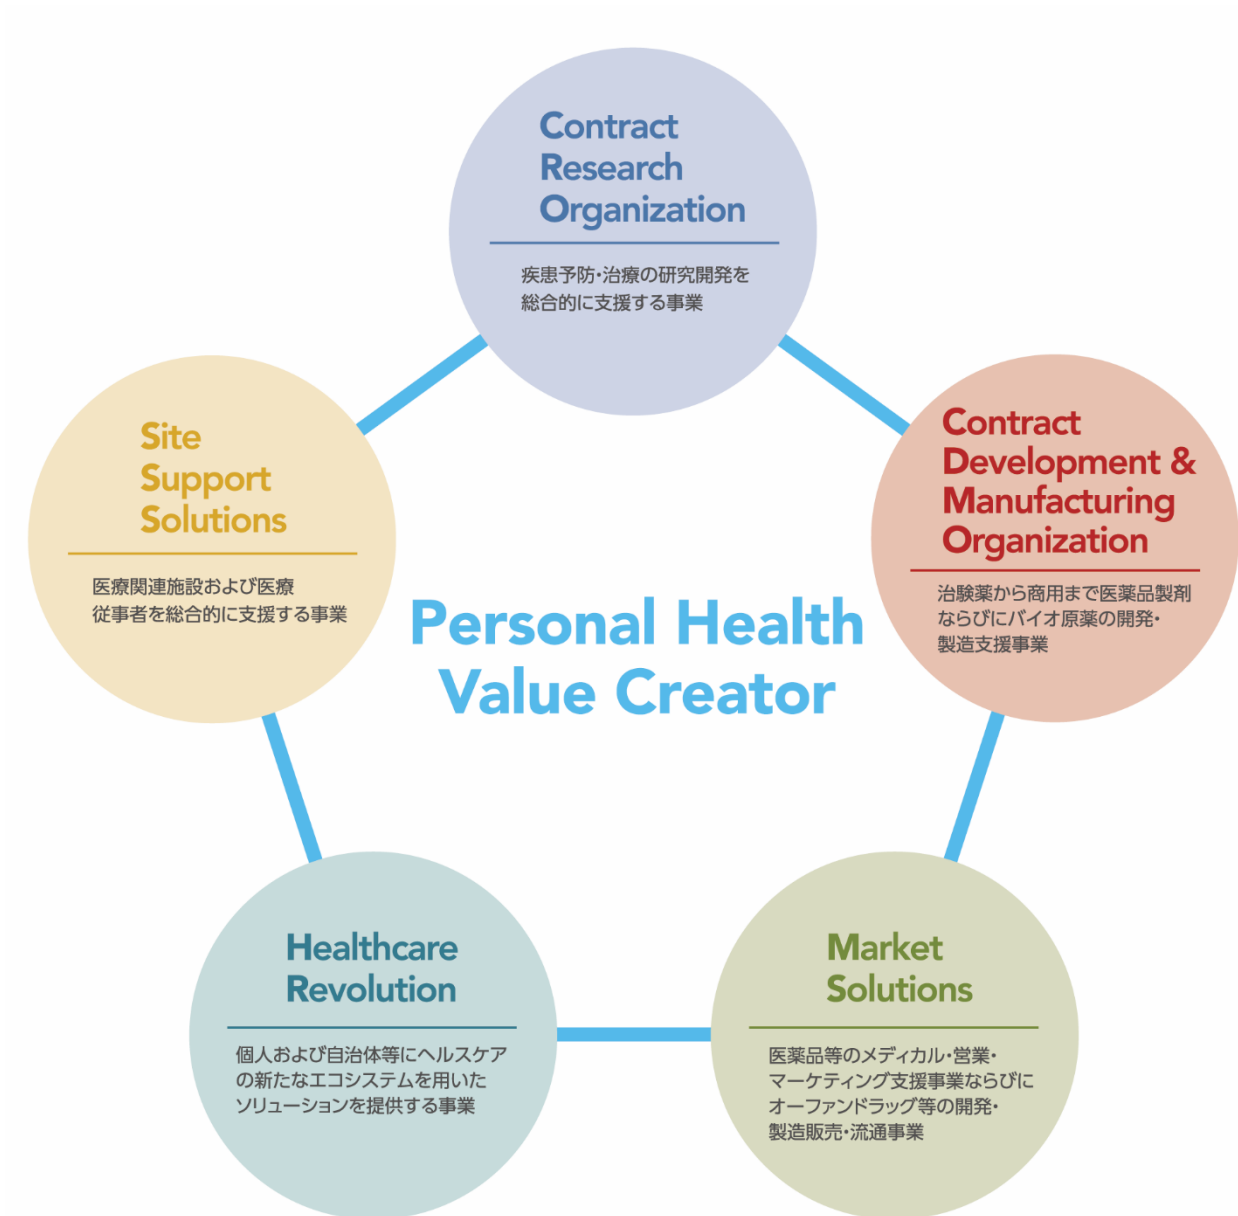 Contract
Research
Organization
疾患予防・治療の研究開発を
総合的に支援する事業
Contract
Development &
Manufacturing
Organization
治験薬から商用まで医薬品製剤
ならびにバイオ原薬の開発・
製造支援事業
Site
Support
Solutions
医療関連施設および医療
従事者を総合的に支援する事業
Personal Health
Value Creator
Healthcare
Revolution
個人および自治体等にヘルスケア
の新たなエコシステムを用いた
ソリューションを提供する事業
Market
Solutions
医薬品等のメディカル・営業・
マーケティング支援事業ならびに
オーファンドラッグ等の開発・
製造販売・流通事業